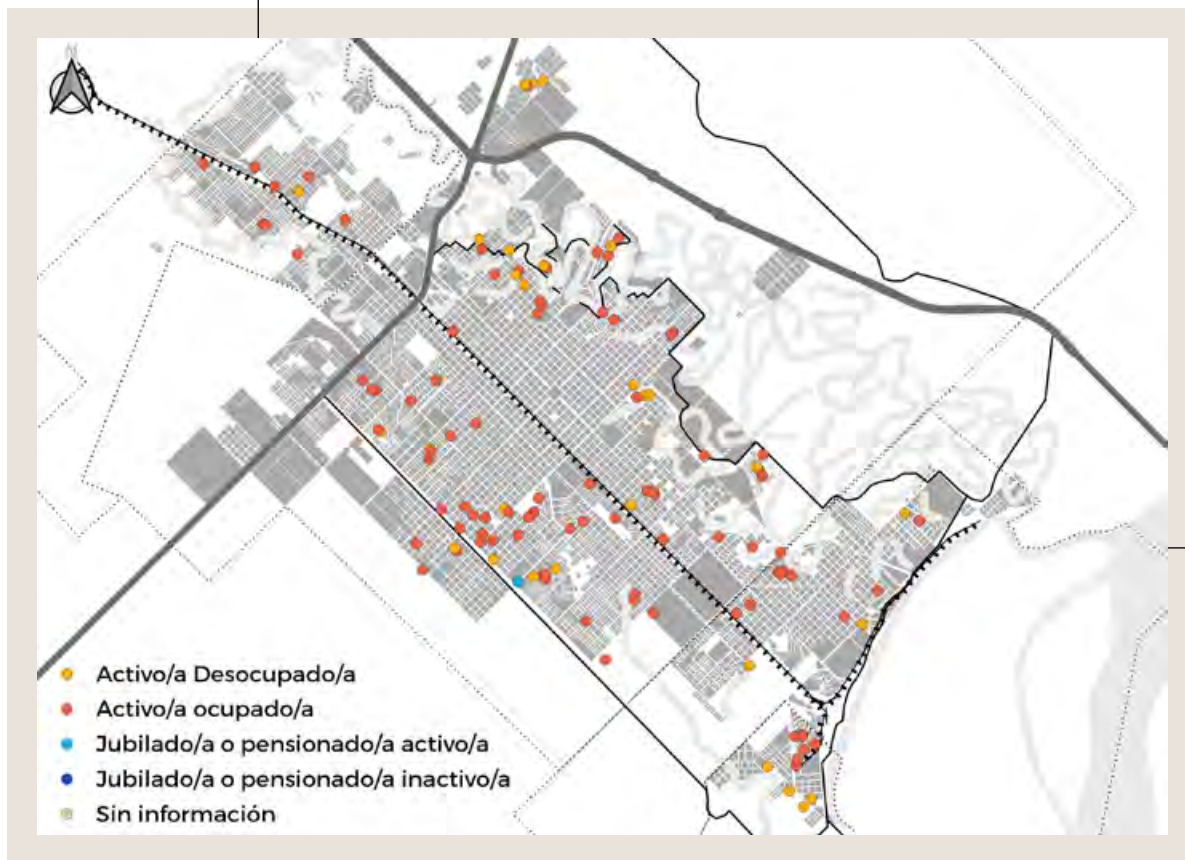 Activo/a Desocupado/a
Activo/a ocupado/a
Jubilado/a o pensionado/a activo/a
Jubilado/a o pensionado/a inactivo/a
Sin información